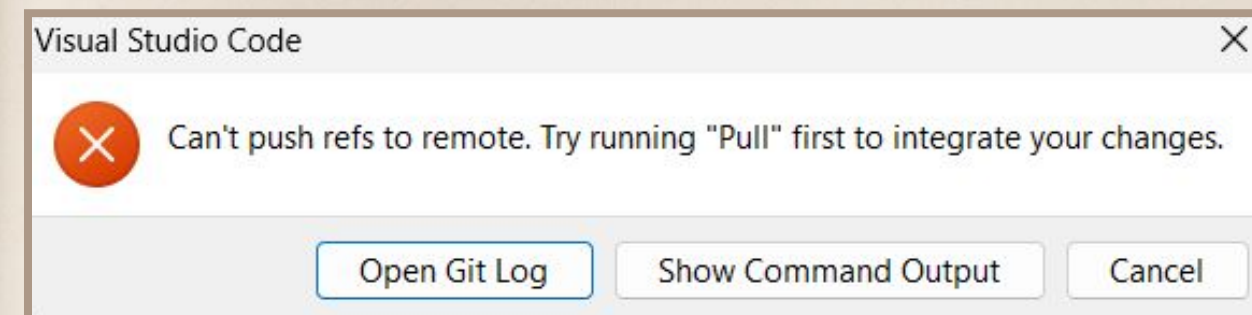 Visual Studio Code
Can't push refs to remote. Try running "Pull" first to integrate your changes.
Open Git Log
Show Command Output
Cancel